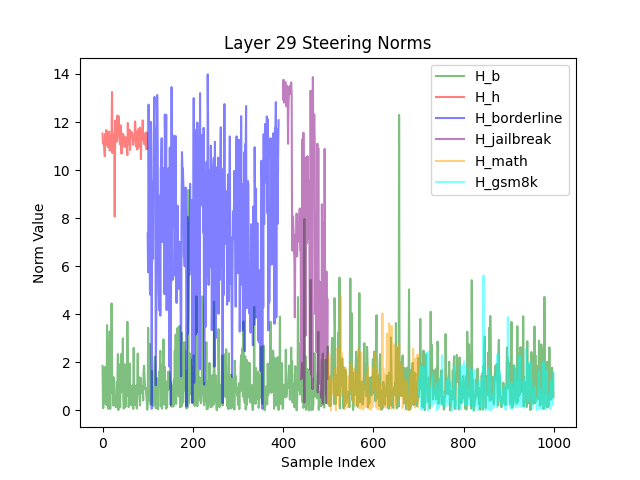 Layer 29 Steering Norms
Norm Value
14
12
10
8
6
4
2
0
H_b
H_h
H_borderline
H_jailbreak
H_math
H_gsm8k
0
200
400
600
800
1000
Sample Index